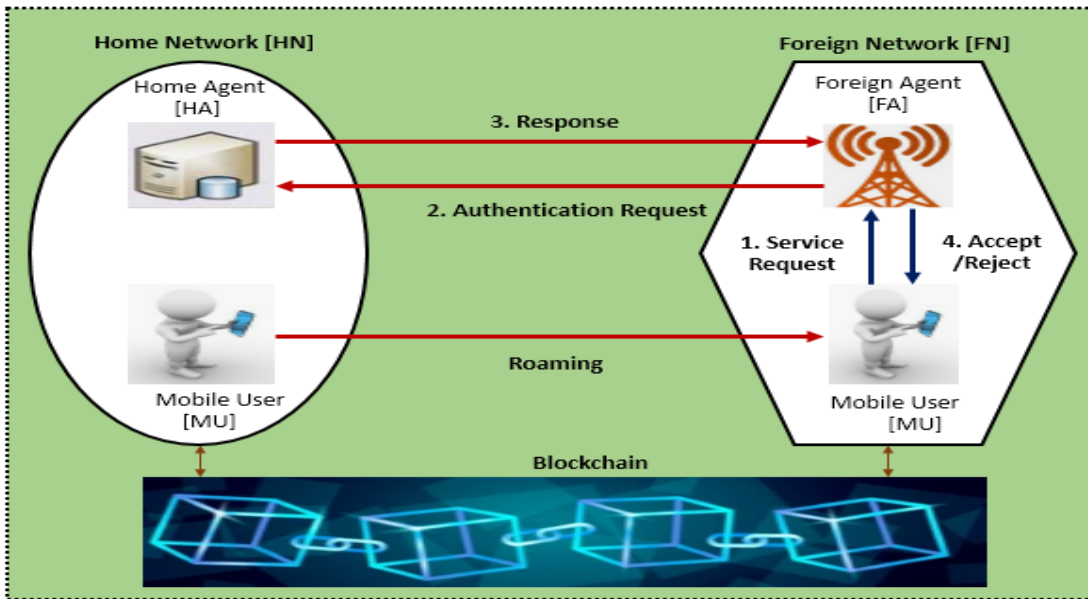 Home Network [HN]
Foreign Network [FN]
Home Agent
[HA]
Foreign Agent
[FA]
3. Response
2. Authentication Request
1. Service
Request
4. Accept
/Reject
Roaming
Mobile User
[MU]
Mobile User
[MU]
Blockchain